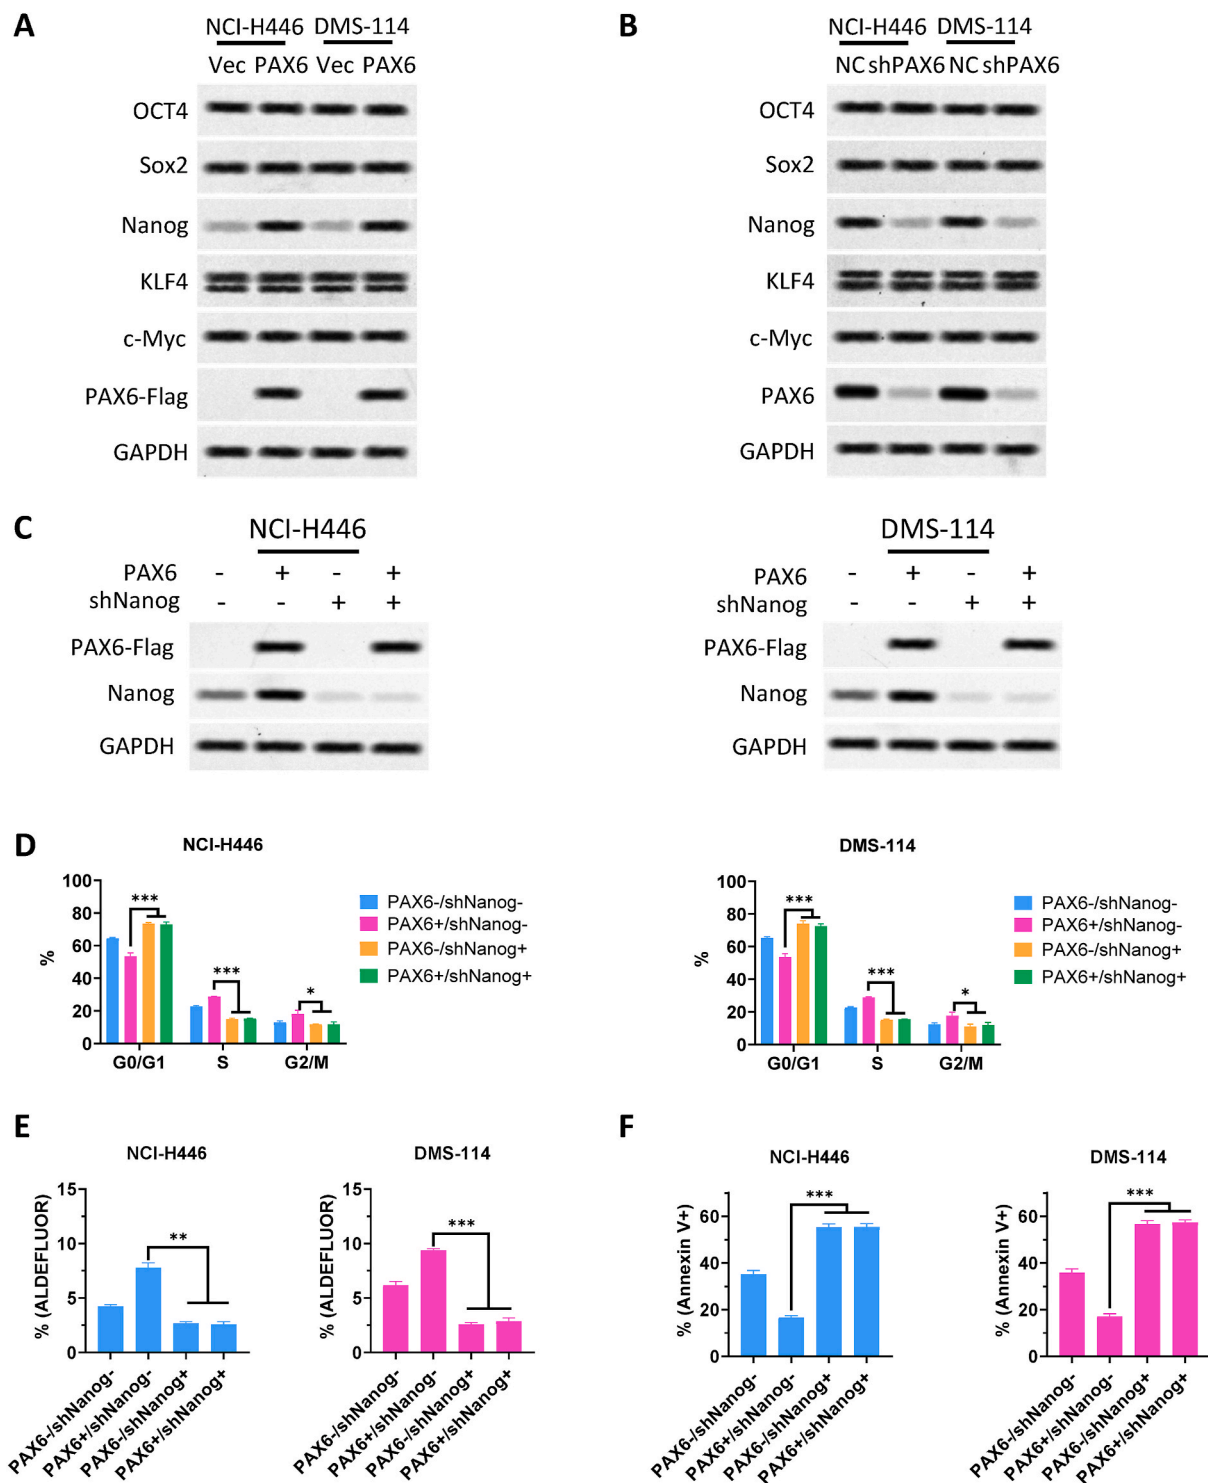 A
NCI-H446 DMS-114
Vec PAX6 Vec PAX6
OCT4
Sox2
Nanog
KLF4
c-Myc
PAX6-Flag
GAPDH
B
NCI-H446 DMS-114
NC shPAX6 NC shPAX6
OCT4
Sox2
Nanog
KLF4
c-Myc
PAX6
GAPDH
C
NCI-H446
PAX6 - + - +
shNanog - - + +
PAX6-Flag
Nanog
GAPDH
DMS-114
PAX6 - + - +
shNanog - - + +
PAX6-Flag
Nanog
GAPDH
D
NCI-H446
%
100
80
60
40
20
0
***
***
*
G0/G1 S G2/M
PAX6-/shNanog-
PAX6+/shNanog-
PAX6-/shNanog+
PAX6+/shNanog+
DMS-114
%
100
80
60
40
20
0
***
***
*
G0/G1 S G2/M
PAX6-/shNanog-
PAX6+/shNanog-
PAX6-/shNanog+
PAX6+/shNanog+
E
NCI-H446
% (ALDEFLUOR)
15
10
5
0
**
PAX6-/shNanog-
PAX6+/shNanog-
PAX6-/shNanog+
PAX6+/shNanog+
DMS-114
% (ALDEFLUOR)
15
10
5
0
***
PAX6-/shNanog-
PAX6+/shNanog-
PAX6-/shNanog+
PAX6+/shNanog+
F
NCI-H446
% (Annexin V+)
60
40
20
0
***
PAX6-/shNanog-
PAX6+/shNanog-
PAX6-/shNanog+
PAX6+/shNanog+
DMS-114
% (Annexin V+)
60
40
20
0
***
PAX6-/shNanog-
PAX6+/shNanog-
PAX6-/shNanog+
PAX6+/shNanog+